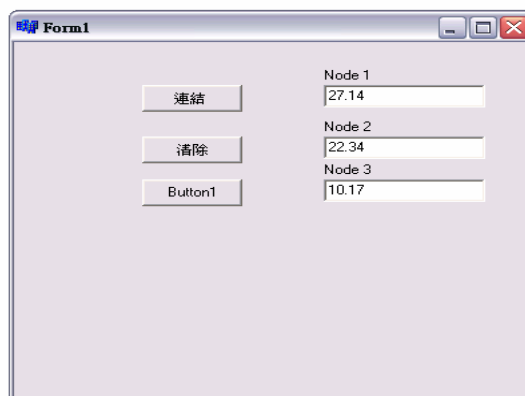 Form1
Node 1
連結
27.14
Node 2
清除
22.34
Node 3
Button1
10.17